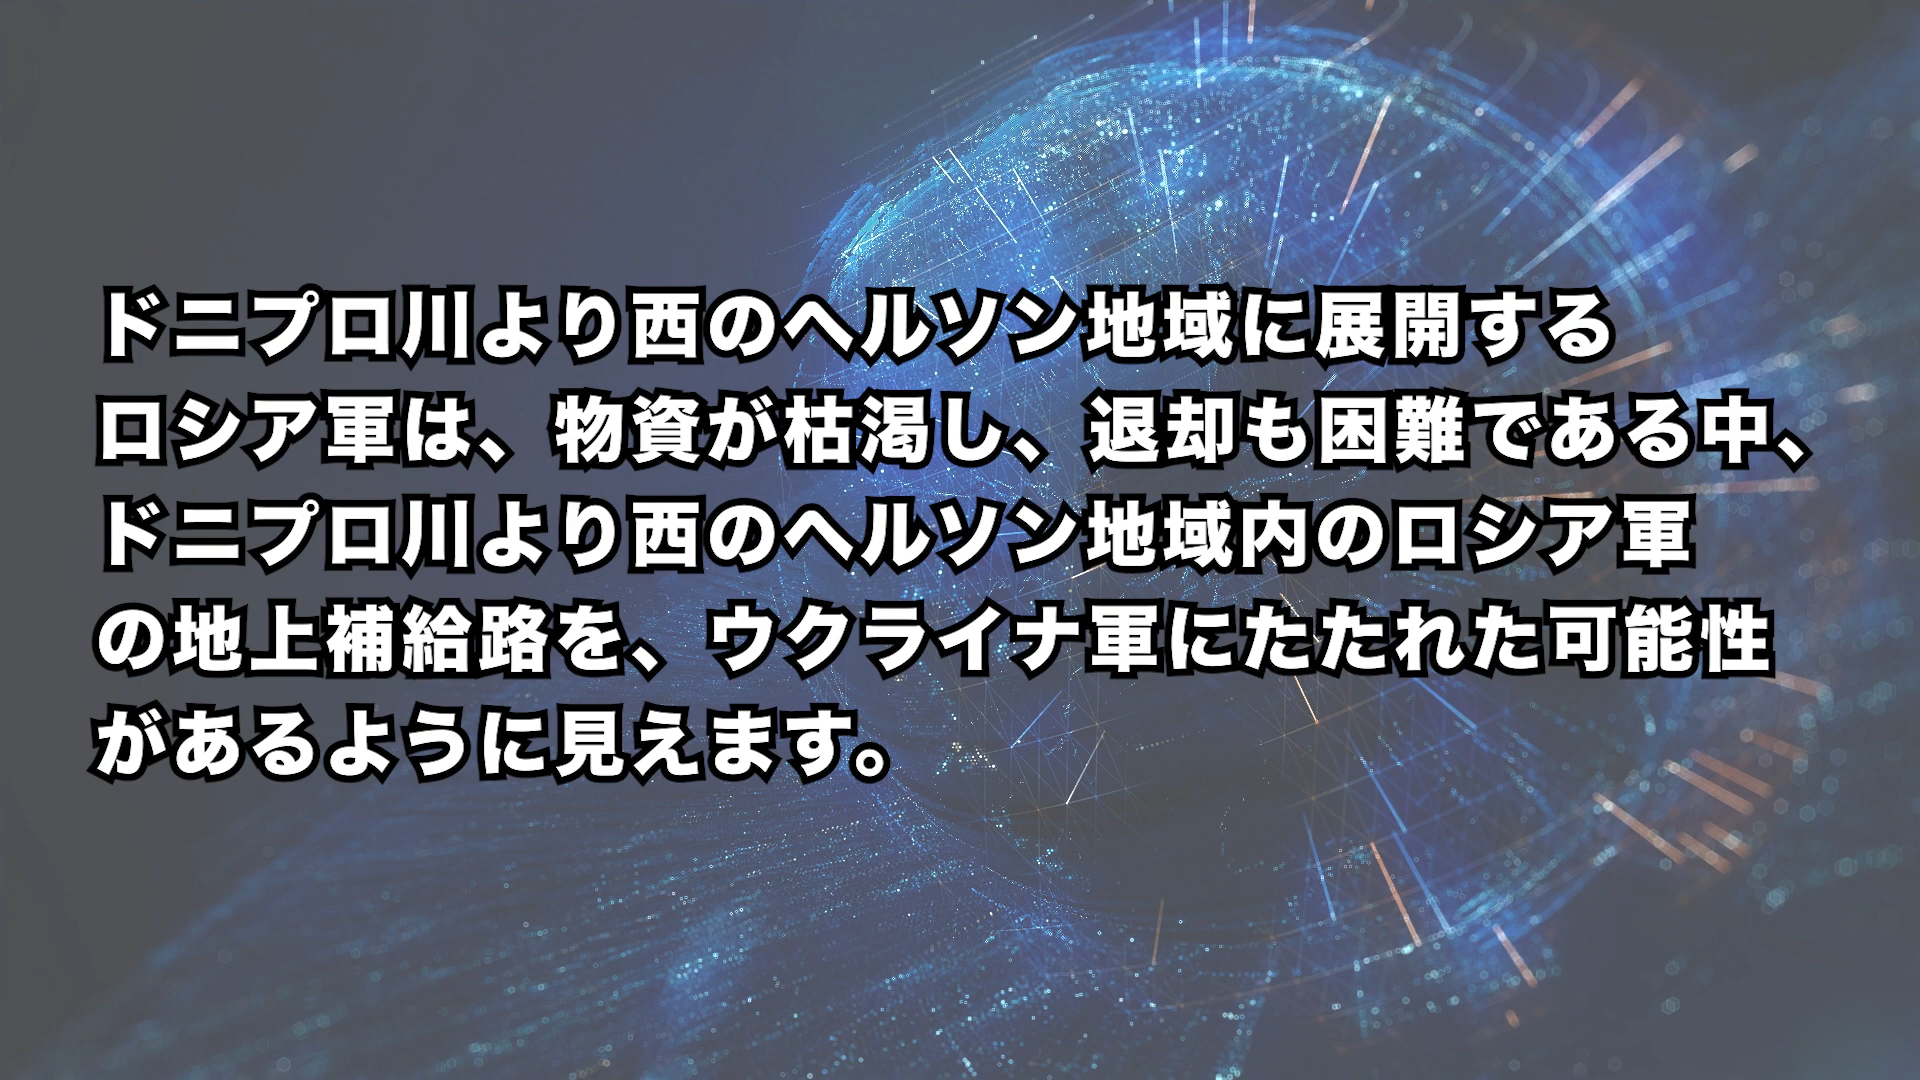 ドニプロ川より西のヘルソン地域に展開する
ロシア軍は、物資が枯渇し、退却も困難である中、
ドニプロ川より西のヘルソン地域内のロシア軍
の地上補給路を、ウクライナ軍にたたれた可能性
があるように見えます。